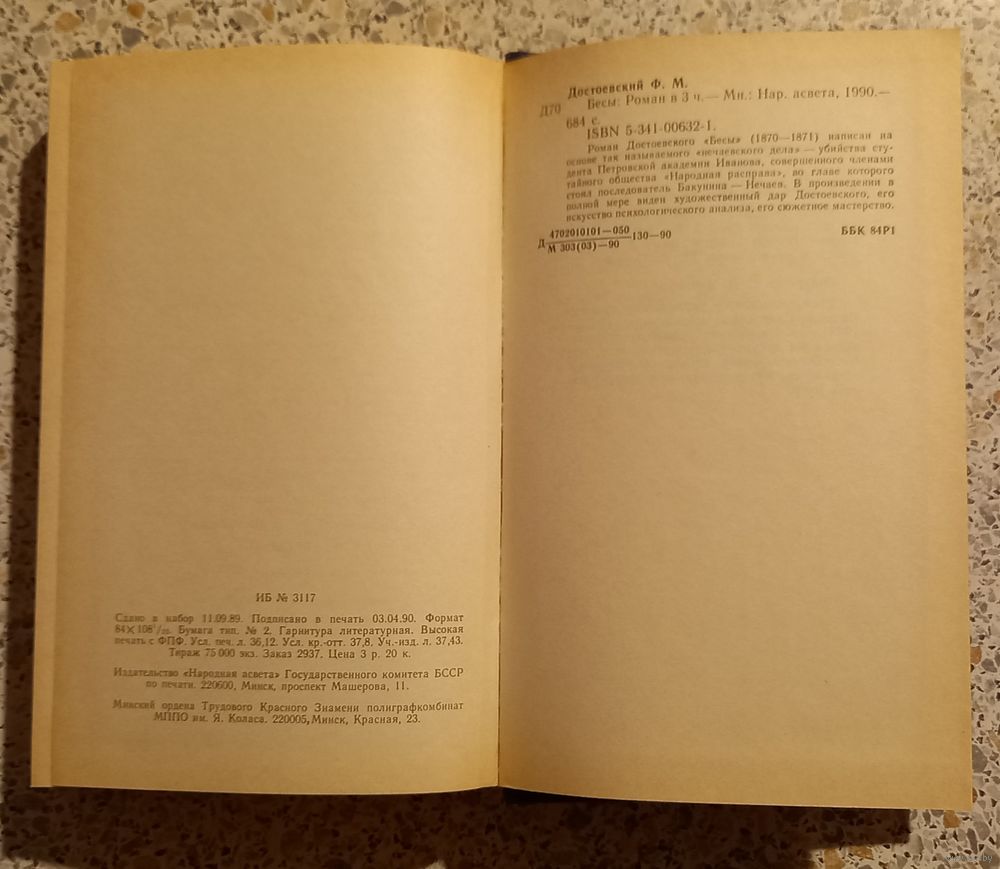 ИБ № 3117
Сдано в набор 11.09.89. Подписано в печать 03.04.90. Формат
84×108¹/₃₂. Бумага тип. № 2. Гарнитура литературная. Высокая
печать с ФПФ. Усл. печ. л. 36,12. Усл. кр.-отт. 37,8. Уч.-изд. л. 37,43.
Тираж 75 000 экз. Заказ 2937. Цена 3 р. 20 к.
Издательство «Народная асвета» Государственного комитета БССР
по печати. 220600, Минск, проспект Машерова, 11.
Минский ордена Трудового Красного Знамени полиграфкомбинат
МППО им. Я. Коласа. 220005, Минск, Красная, 23.
Достоевский Ф. М.
Д70 Бесы: Роман в 3 ч.— Мн.: Нар. асвета, 1990.—
684 с.
ISBN 5-341-00632-1.
Роман Достоевского «Бесы» (1870—1871) написан на
основе так называемого «нечаевского дела» — убийства сту-
дента Петровской академии Иванова, совершенного членами
тайного общества «Народная расправа», во главе которого
стоял последователь Бакунина — Нечаев. В произведении в
полной мере виден художественный дар Достоевского, его
искусство психологического анализа, его сюжетное мастерство.
Д 4702010101—050
М 303(03)—90 130—90 ББК 84Р1